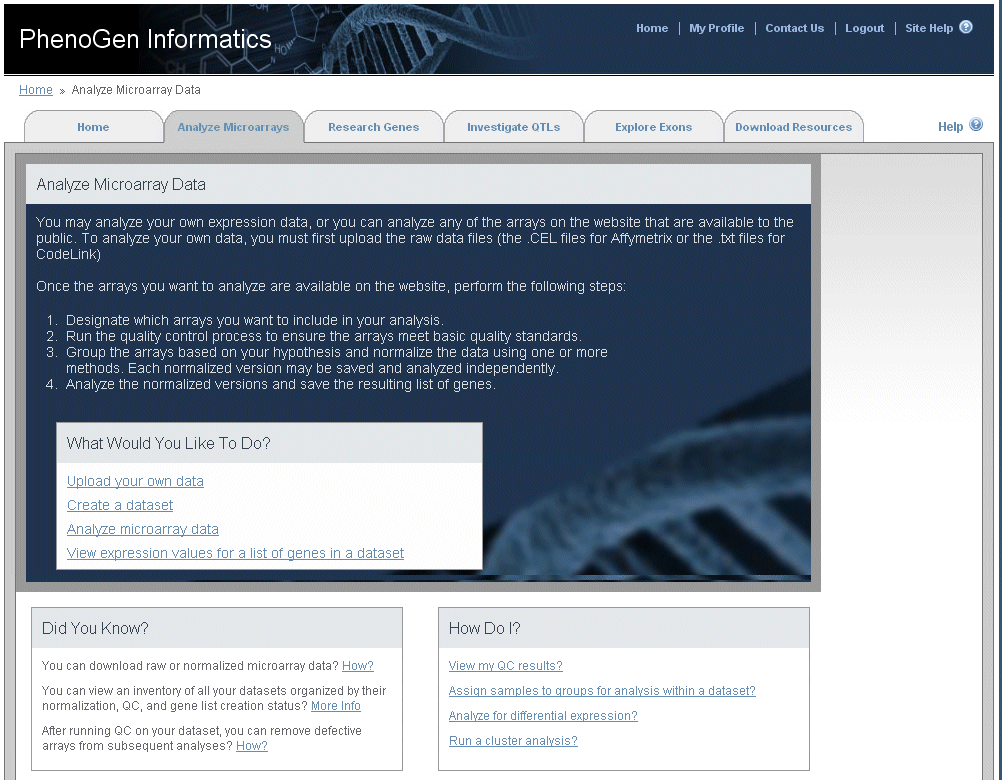 PhenoGen Informatics
Home | My Profile | Contact Us | Logout | Site Help ?
Home » Analyze Microarray Data
Home
Analyze Microarrays
Research Genes
Investigate QTLs
Explore Exons
Download Resources
Help ?
Analyze Microarray Data
You may analyze your own expression data, or you can analyze any of the arrays on the website that are available to the
public. To analyze your own data, you must first upload the raw data files (the .CEL files for Affymetrix or the .txt files for
CodeLink)
Once the arrays you want to analyze are available on the website, perform the following steps:
1. Designate which arrays you want to include in your analysis.
2. Run the quality control process to ensure the arrays meet basic quality standards.
3. Group the arrays based on your hypothesis and normalize the data using one or more
methods. Each normalized version may be saved and analyzed independently.
4. Analyze the normalized versions and save the resulting list of genes.
What Would You Like To Do?
Upload your own data
Create a dataset
Analyze microarray data
View expression values for a list of genes in a dataset
Did You Know?
You can download raw or normalized microarray data? How?
You can view an inventory of all your datasets organized by their
normalization, QC, and gene list creation status? More Info
After running QC on your dataset, you can remove defective
arrays from subsequent analyses? How?
How Do I?
View my QC results?
Assign samples to groups for analysis within a dataset?
Analyze for differential expression?
Run a cluster analysis?